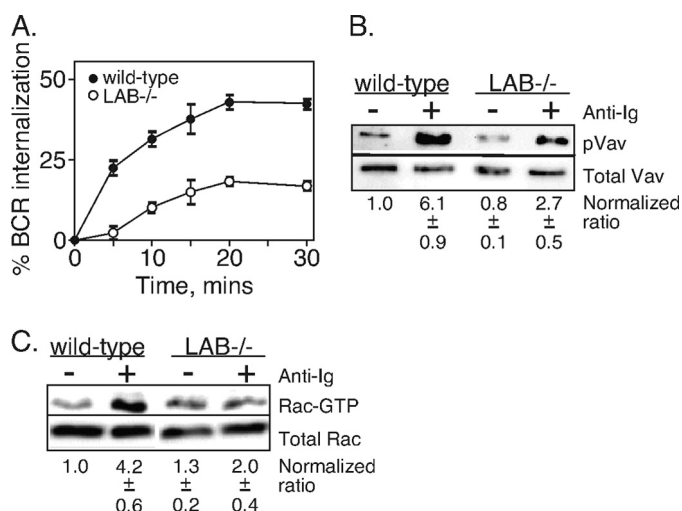 A.
50
25
0
% BCR internalization
wild-type
LAB-/-
0 10 20 30
Time, mins
B.
wild-type LAB-/-
- + - + Anti-Ig
pVav
Total Vav
1.0 6.1 0.8 2.7 Normalized
± ± ± ratio
0.9 0.1 0.5
C.
wild-type LAB-/-
- + - + Anti-Ig
Rac-GTP
Total Rac
1.0 4.2 1.3 2.0 Normalized
± ± ± ratio
0.6 0.2 0.4